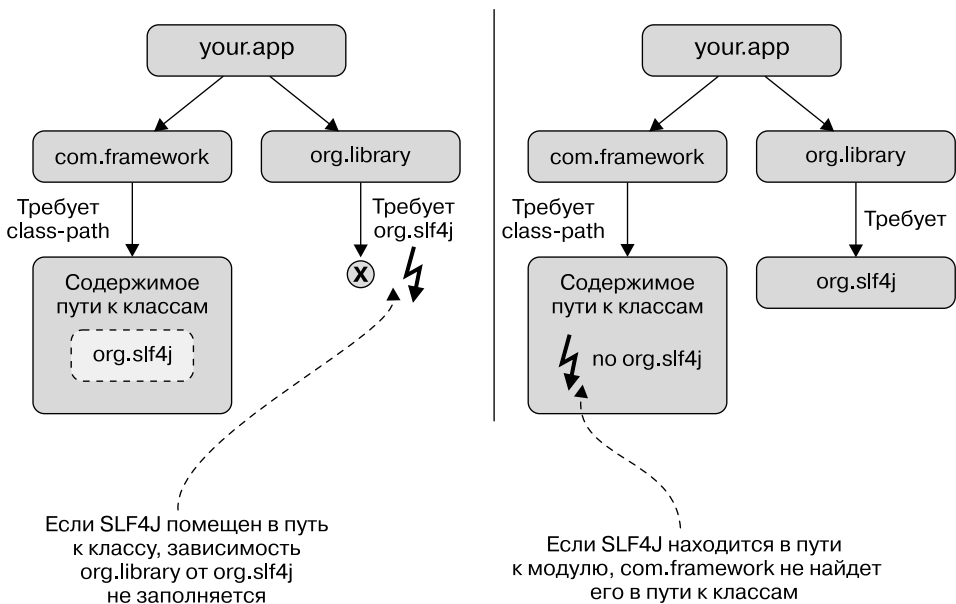 your.app
com.framework
org.library
Требует
class-path
Требует
org.slf4j
Содержимое
пути к классам
org.slf4j
X
Если SLF4J помещен в путь
к классу, зависимость
org.library от org.slf4j
не заполняется
your.app
com.framework
org.library
Требует
class-path
Требует
Содержимое
пути к классам
no org.slf4j
org.slf4j
Если SLF4J находится в пути
к модулю, com.framework не найдет
его в пути к классам